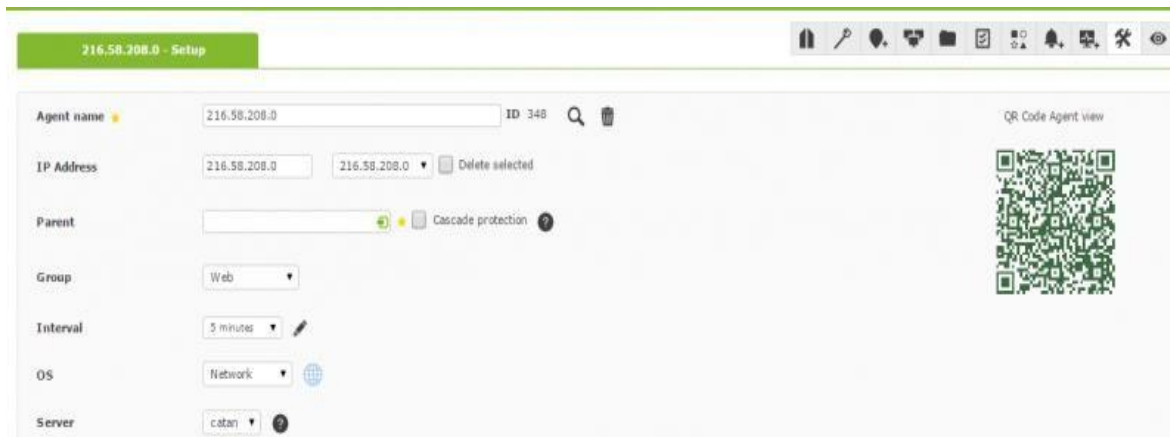 216.58.208.0 - Setup
Agent name 216.58.208.0 ID 348
QR Code Agent view
IP Address 216.58.208.0 216.58.208.0 Delete selected
Parent Cascade protection ?
Group Web
Interval 5 minutes
OS Network
Server catan ?